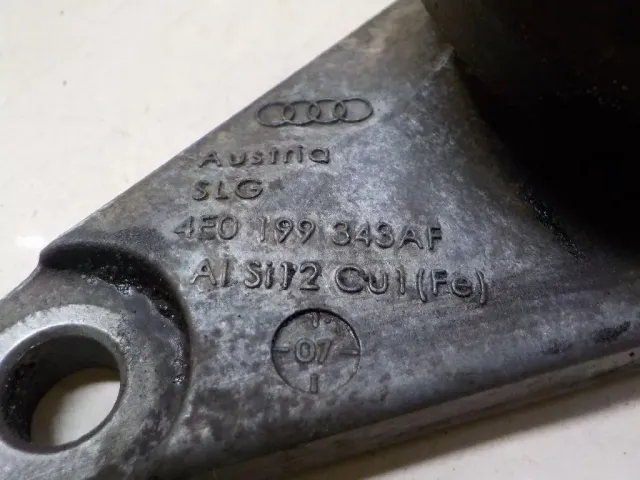 Austria
SLG
4E0 199 343AF
Al Si12 Cu1(Fe)
07